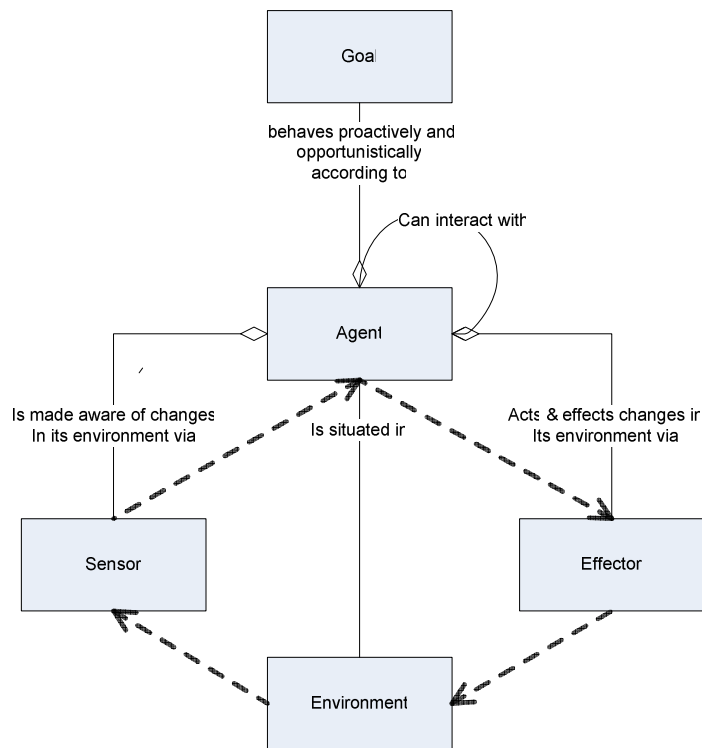 Goal
behaves proactively and
opportunistically
according to
Can interact with
Agent
Is made aware of changes
In its environment via
Is situated in
Acts & effects changes in
Its environment via
Sensor
Effector
Environment